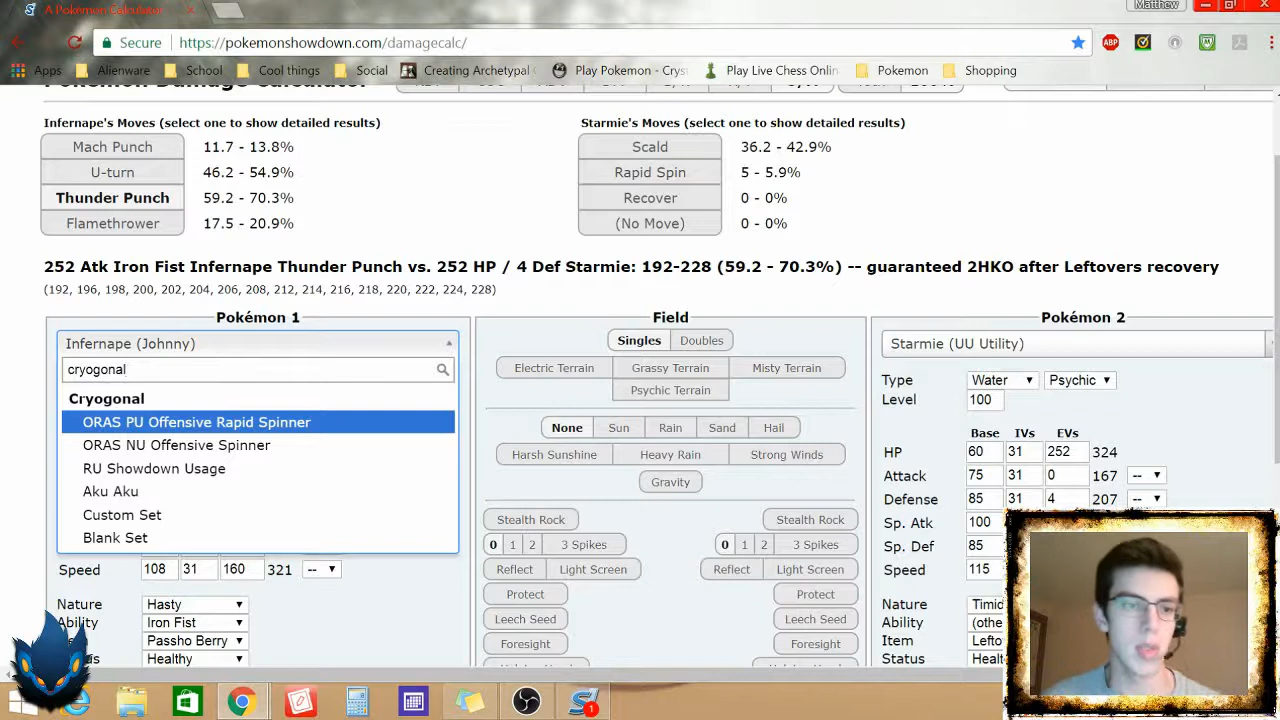 A Pokemon Calculator
Matthew
Secure
https://pokemonshowdown.com/damagecalc/
ABP
Apps
Alienware
School
Cool things
Social
Creating Archetypal
Play Pokemon - Crys
Play Live Chess Onlin
Pokemon
Shopping
Pokemon Damage Calculator
Infernape's Moves (select one to show detailed results)
Starmie's Moves (select one to show detailed results)
Mach Punch 11.7 - 13.8%
Scald 36.2 - 42.9%
U-turn 46.2 - 54.9%
Rapid Spin 5 - 5.9%
Thunder Punch 59.2 - 70.3%
Recover 0 - 0%
Flamethrower 17.5 - 20.9%
(No Move) 0 - 0%
252 Atk Iron Fist Infernape Thunder Punch vs. 252 HP / 4 Def Starmie: 192-228 (59.2 - 70.3%) -- guaranteed 2HKO after Leftovers recovery
(192, 196, 198, 200, 202, 204, 206, 208, 212, 214, 216, 218, 220, 222, 224, 228)
Pokémon 1
Infernape (Johnny)
cryogonal
Cryogonal
ORAS PU Offensive Rapid Spinner
ORAS NU Offensive Spinner
RU Showdown Usage
Aku Aku
Custom Set
Blank Set
Speed 108 31 160 321 --
Nature Hasty
Ability Iron Fist
Passho Berry
Healthy
Field
Singles Doubles
Electric Terrain Grassy Terrain Misty Terrain
Psychic Terrain
None Sun Rain Sand Hail
Harsh Sunshine Heavy Rain Strong Winds
Gravity
Stealth Rock Stealth Rock
0 1 2 3 Spikes 0 1 2 3 Spikes
Reflect Light Screen Reflect Light Screen
Protect Protect
Leech Seed Leech Seed
Foresight Foresight
Pokémon 2
Starmie (UU Utility)
Type Water Psychic
Level 100
Base IVs EVs
HP 60 31 252 324
Attack 75 31 0 167 --
Defense 85 31 4 207 --
Sp. Atk 100
Sp. Def 85
Speed 115
Nature Timid
Ability (othe
Item Lefto
Status Healt
1